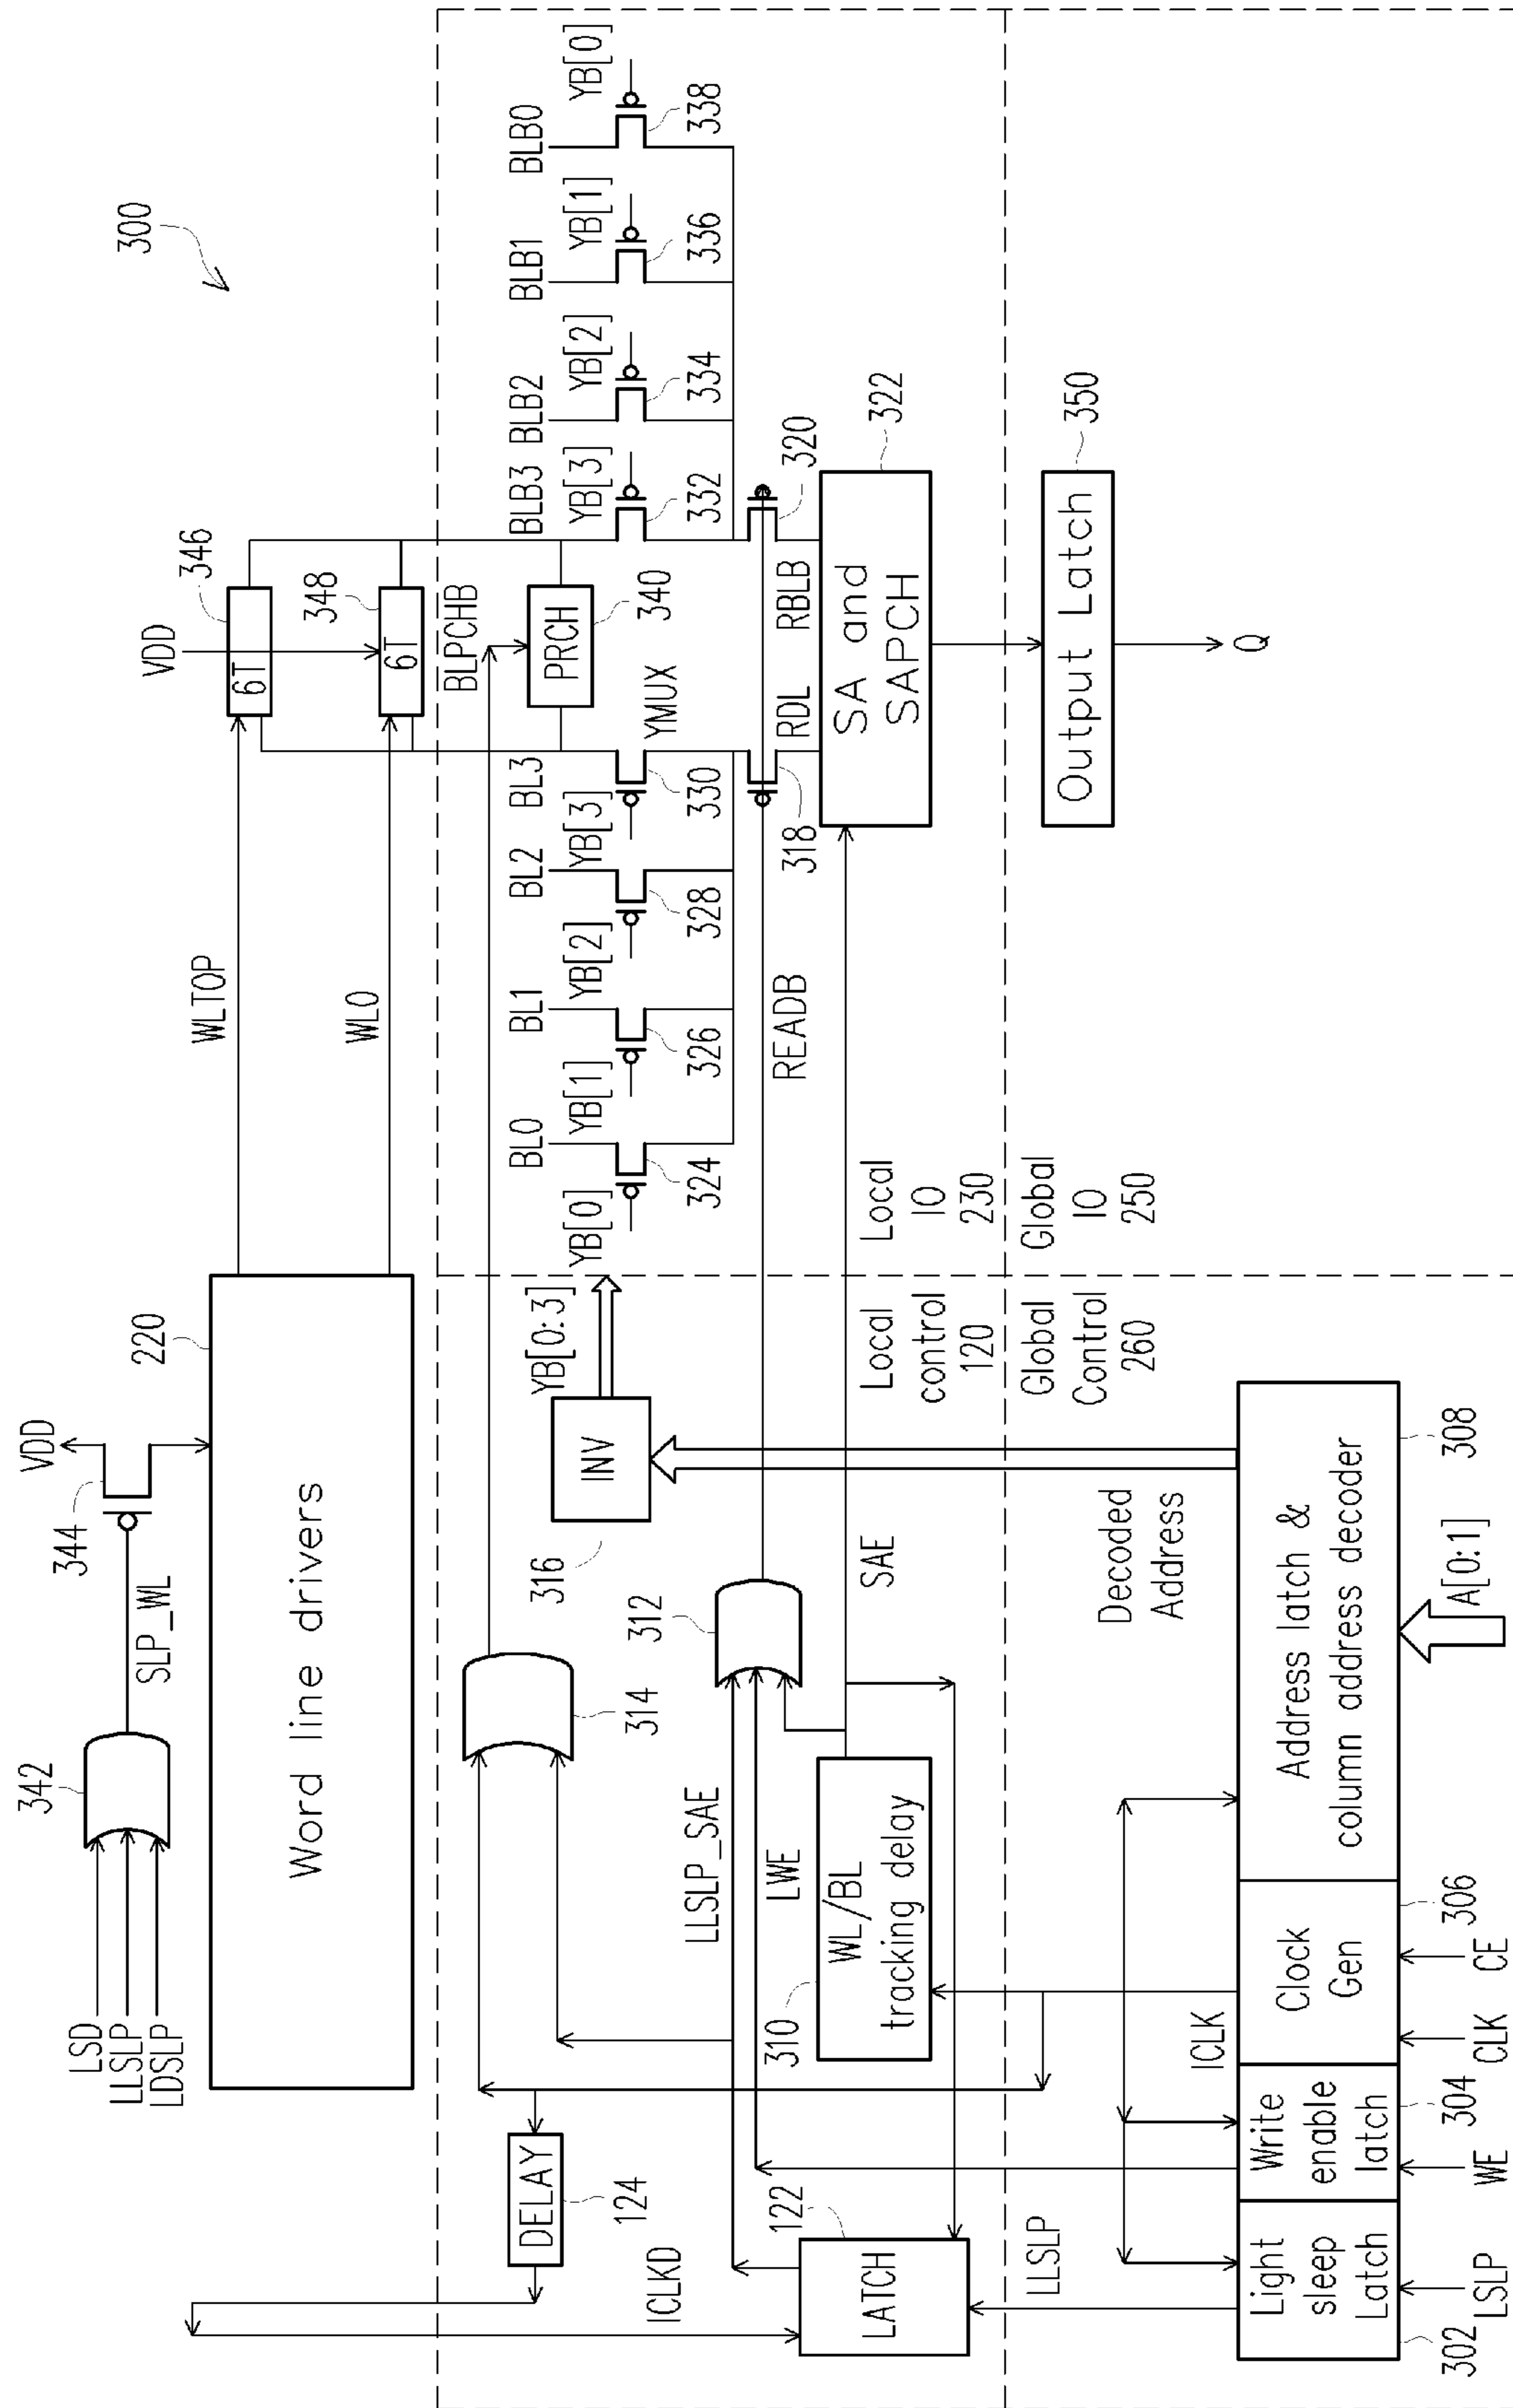 300
LSD
LLSLP
LDSLP
342
SLP_WL
344
VDD
220
Word line drivers
WLTOP
WL0
VDD
6T
346
6T
348
BLPCHB
PRCH
340
YMUX
BL0
BL1
BL2
BL3
BLB3
BLB2
BLB1
BLB0
YB[0]
YB[1]
YB[2]
YB[3]
YB[3]
YB[2]
YB[1]
YB[0]
324
326
328
330
332
334
336
338
READB
318
RDL
RBLB
320
SA and
SAPCH
322
ICLKD
DELAY
124
314
316
INV
YB[0:3]
LLSLP_SAE
LWE
312
SAE
LATCH
122
310
WL/BL
tracking delay
LLSLP
Local
control
120
Local
IO
230
Global
Control
260
Global
IO
250
Output Latch
350
Q
ICLK
Decoded
Address
Light
sleep
Latch
302
LSLP
Write
enable
latch
304
WE
Clock
Gen
306
CLK
CE
Address latch &
column address decoder
308
A[0:1]